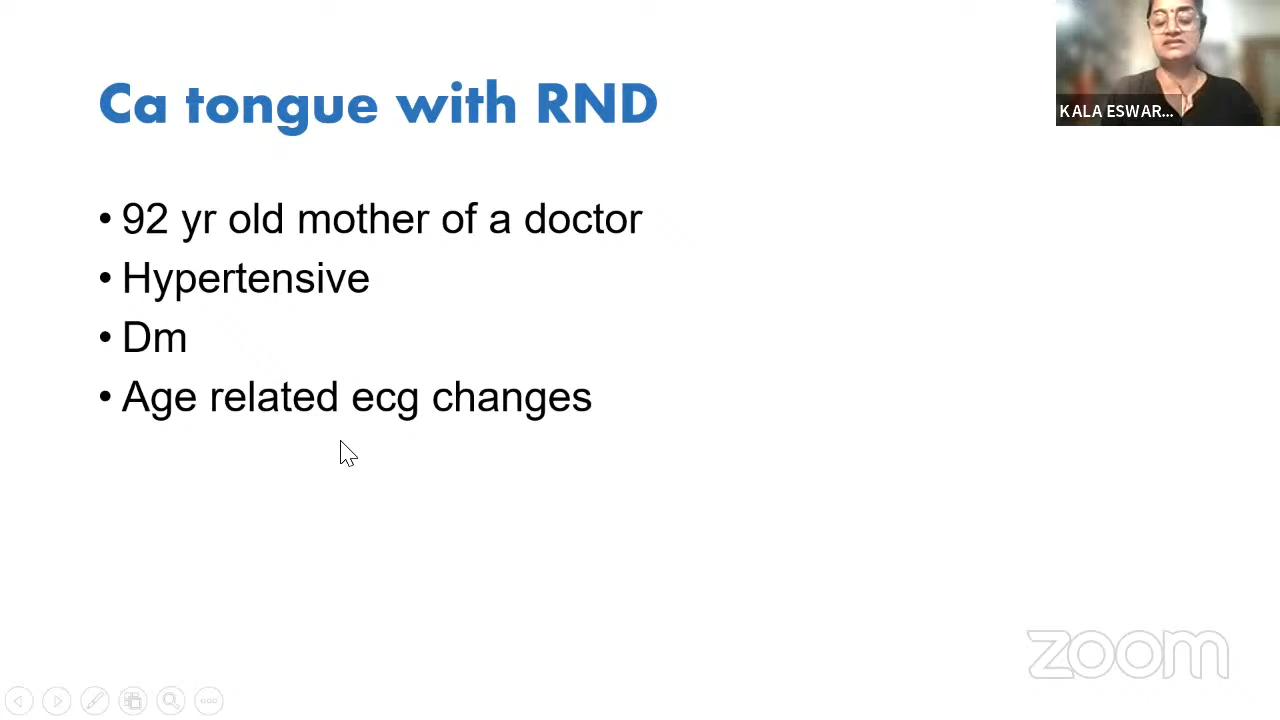 Ca tongue with RND
KALA ESWAR...
• 92 yr old mother of a doctor
• Hypertensive
• Dm
• Age related ecg changes
zoom